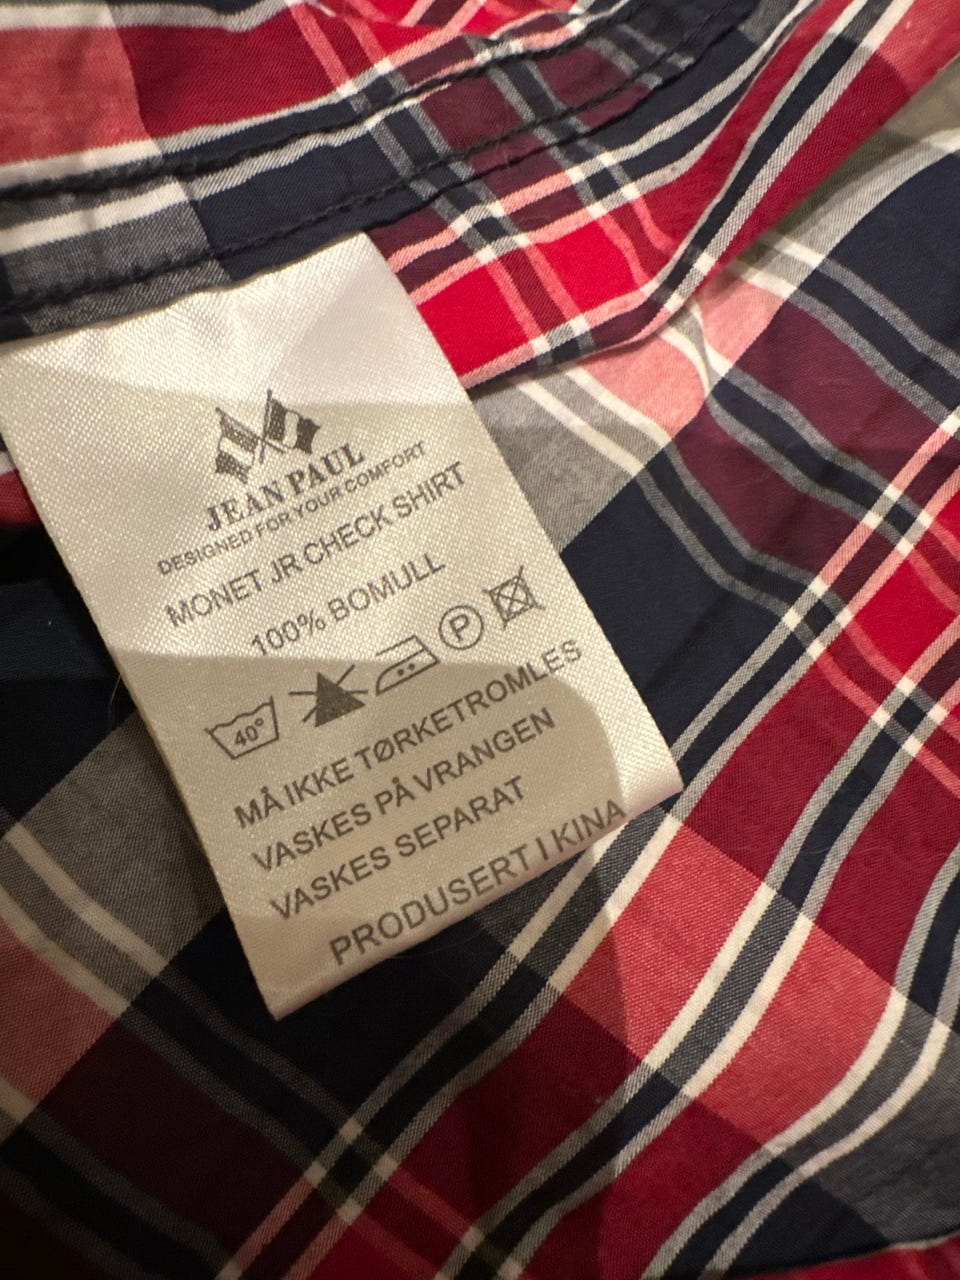 JEAN PAUL
DESIGNED FOR YOUR COMFORT
MONET JR CHECK SHIRT
100% BOMULL
40° P
MÅ IKKE TØRKETROMLES
VASKES PÅ VRANGEN
VASKES SEPARAT
PRODUSERT I KINA